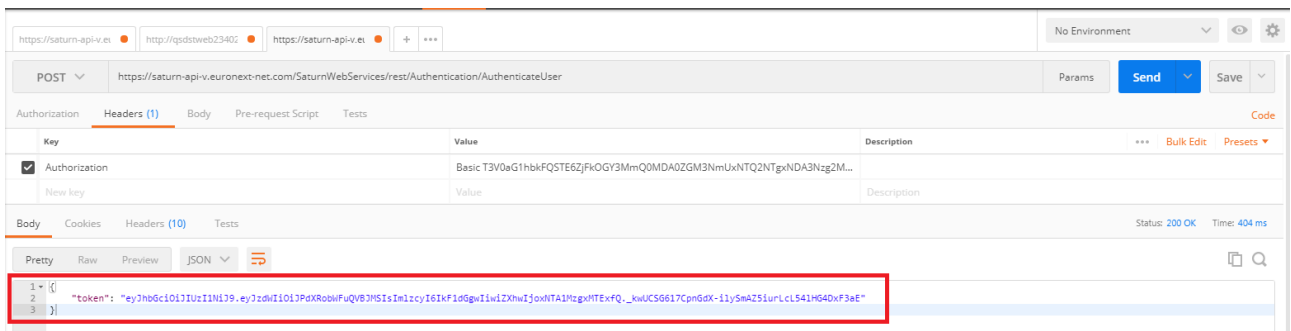 https://saturn-api-v.eu
http://qsdstweb23402
https://saturn-api-v.eu
+
•••
No Environment
POST
https://saturn-api-v.euronext-net.com/SaturnWebServices/rest/Authentication/AuthenticateUser
Params
Send
Save
Authorization
Headers (1)
Body
Pre-request Script
Tests
Code
Key
Value
Description
•••
Bulk Edit
Presets
Authorization
Basic T3V0aG1hbkFQSTE6ZjFkOGY3MmQ0MDA0ZGM3NmUxNTQ2NTgxNDA3Nzg2M...
New key
Value
Description
Body
Cookies
Headers (10)
Tests
Status: 200 OK
Time: 404 ms
Pretty
Raw
Preview
JSON
1 {
2 "token": "eyJhbGciOiJIUzI1NiJ9.eyJzdWIiOiJPdXRobWFuQVBJMSIsImlzcyI6IkF1dGgwIiwiZXhwIjoxNTA1MzgxMTExfQ._kwUCSG617CpnGdX-ilySmAZ5iurLcL54lHG4DxF3aE"
3 }